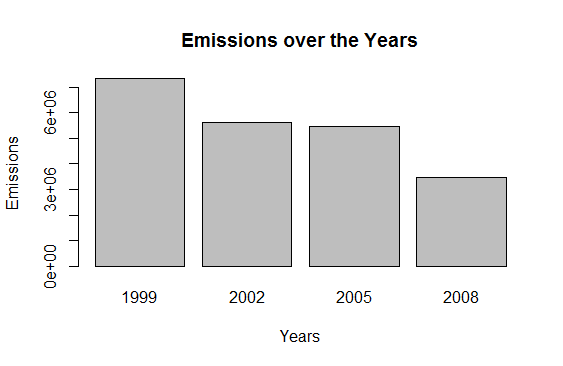 Emissions over the Years
Emissions
6e+06
3e+06
0e+00
1999 2002 2005 2008
Years